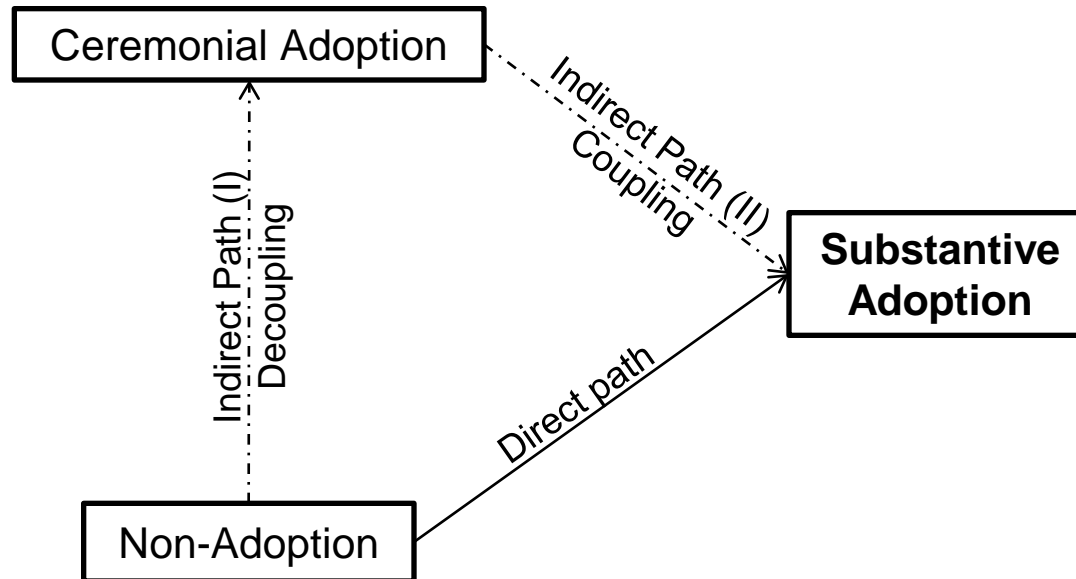 Ceremonial Adoption
Indirect Path (I)
Decoupling
Indirect Path (II)
Coupling
Substantive
Adoption
Direct path
Non-Adoption